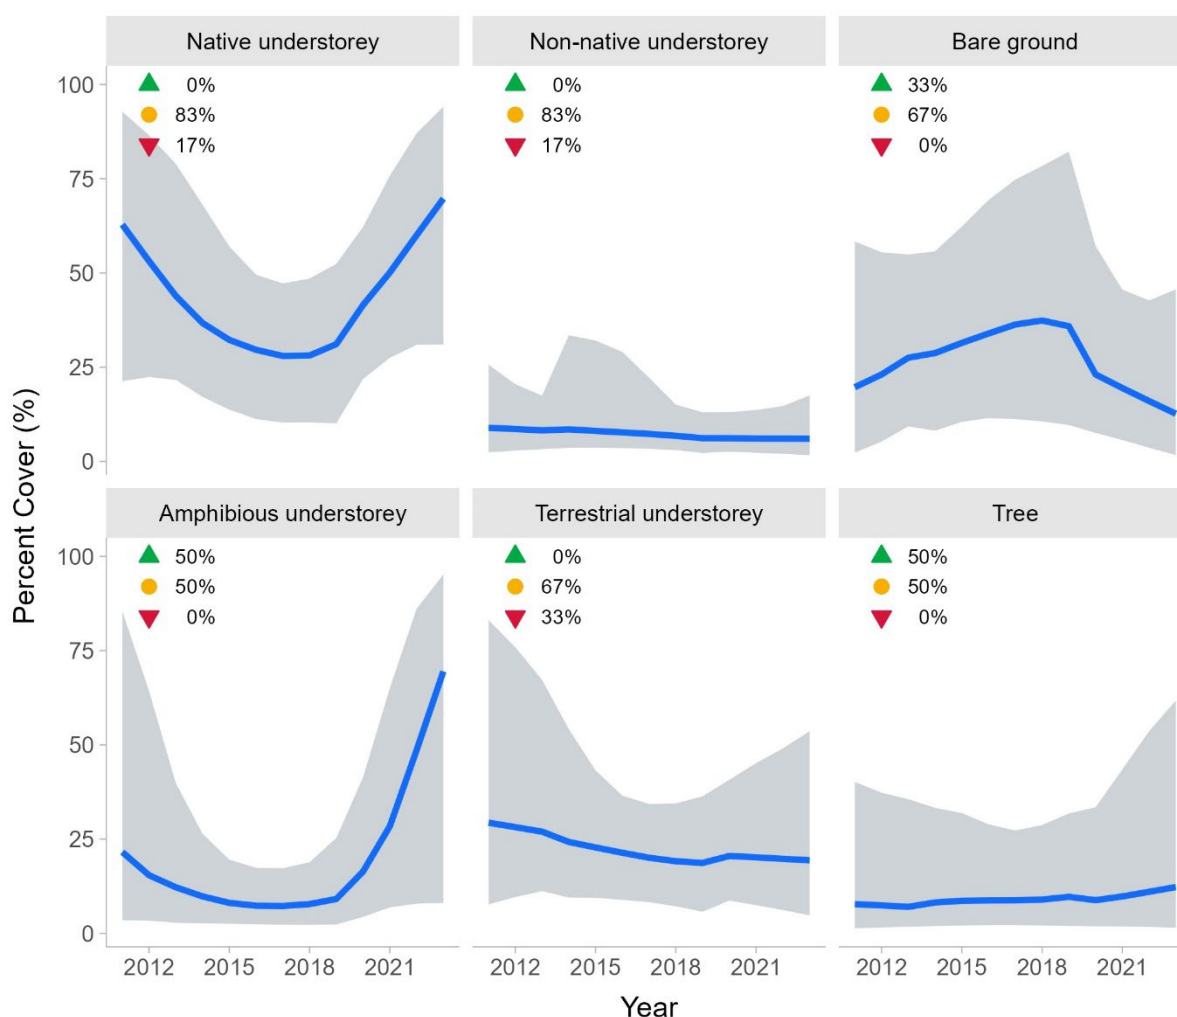 Native understorey
Non-native understorey
Bare ground
0%
83%
17%
0%
83%
17%
33%
67%
0%
100
75
50
25
0
Amphibious understorey
Terrestrial understorey
Tree
50%
50%
0%
0%
67%
33%
50%
50%
0%
100
75
50
25
0
Percent Cover (%)
2012 2015 2018 2021
2012 2015 2018 2021
2012 2015 2018 2021
Year